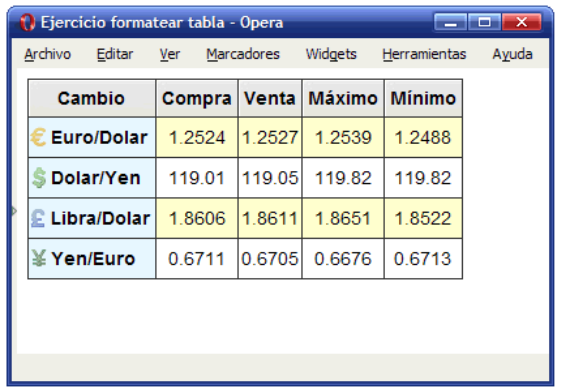 Ejercicio formatear tabla - Opera
Archivo Editar Ver Marcadores Widgets Herramientas Ayuda
Cambio Compra Venta Máximo Mínimo
€ Euro/Dolar 1.2524 1.2527 1.2539 1.2488
$ Dolar/Yen 119.01 119.05 119.82 119.82
£ Libra/Dolar 1.8606 1.8611 1.8651 1.8522
¥ Yen/Euro 0.6711 0.6705 0.6676 0.6713